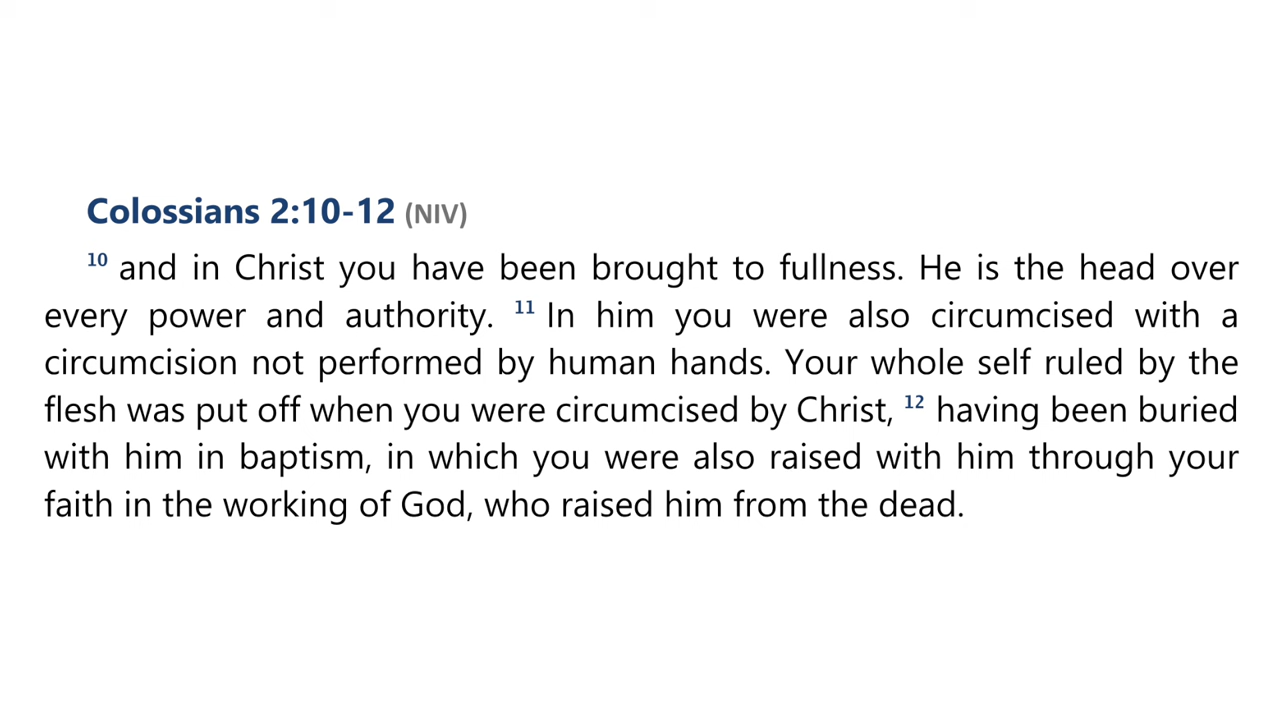 Colossians 2:10-12 (NIV)
10 and in Christ you have been brought to fullness. He is the head over
every power and authority. 11 In him you were also circumcised with a
circumcision not performed by human hands. Your whole self ruled by the
flesh was put off when you were circumcised by Christ, 12 having been buried
with him in baptism, in which you were also raised with him through your
faith in the working of God, who raised him from the dead.